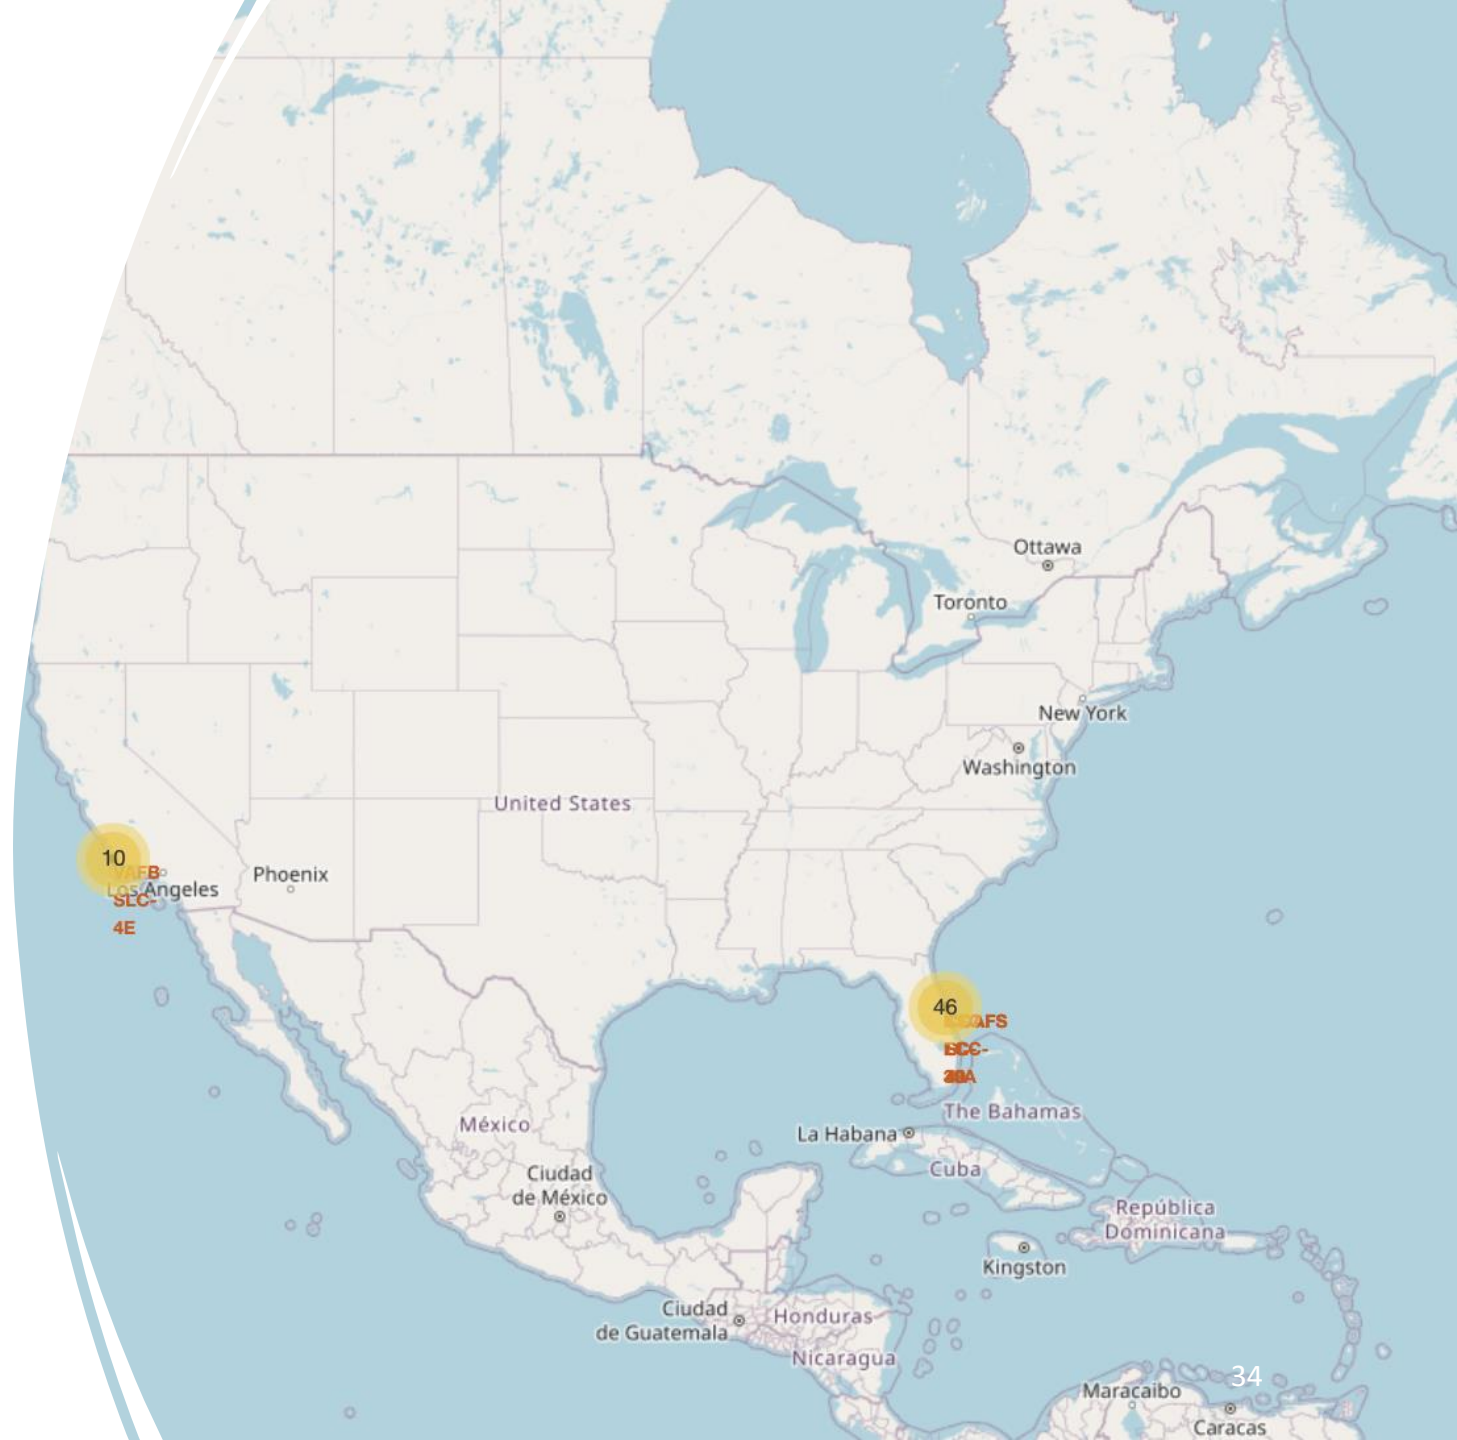 Ottawa
Toronto
New York
Washington
United States
10
VAFB
SLC-
4E
Los Angeles
Phoenix
46
México
Ciudad
de México
The Bahamas
La Habana
Cuba
República
Dominicana
Kingston
Ciudad
de Guatemala
Honduras
Nicaragua
34
Maracaibo
Caracas